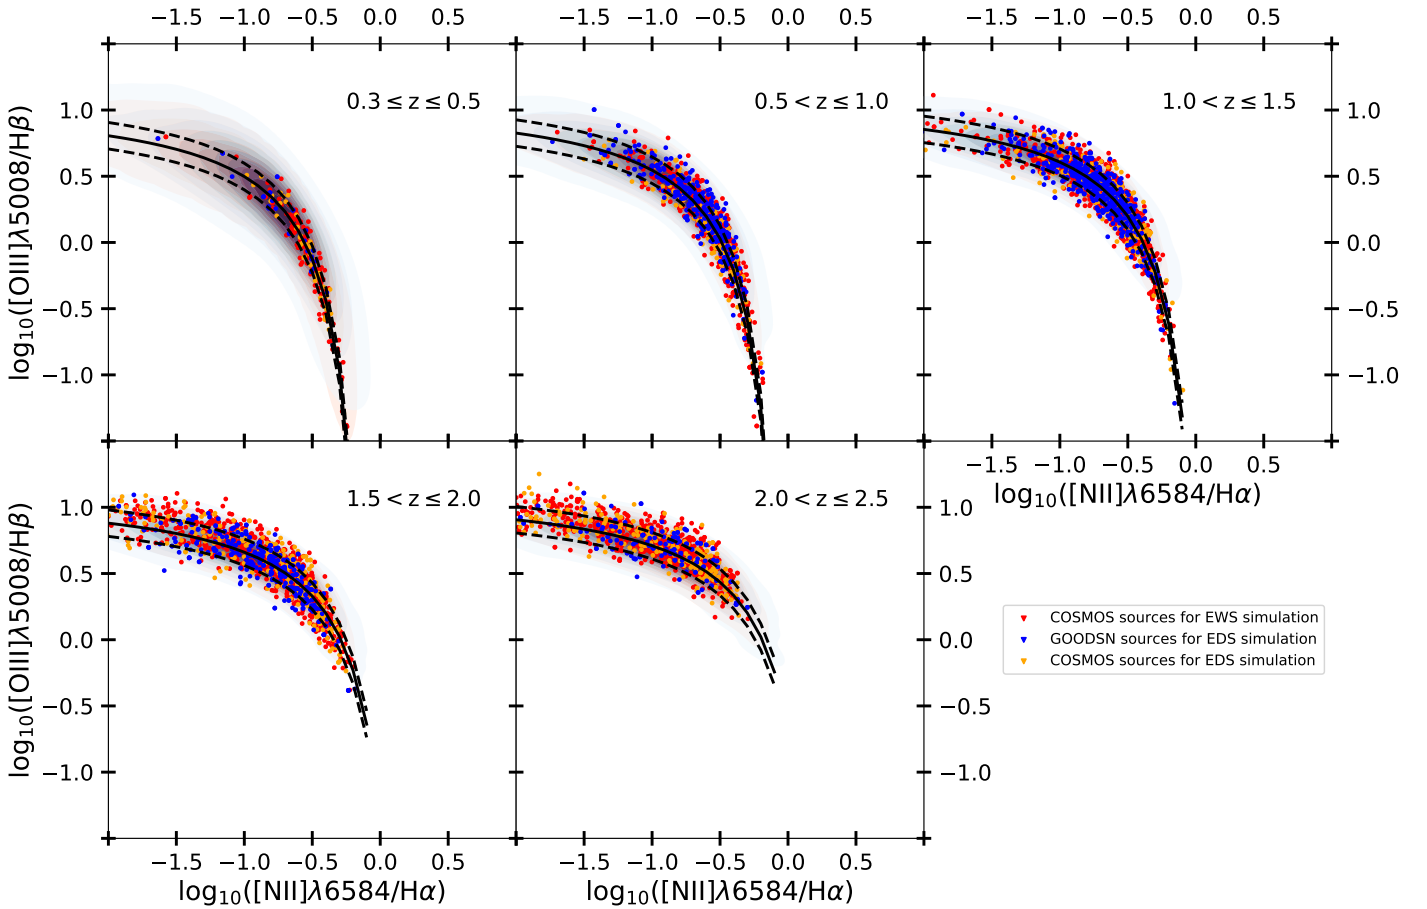 −1.5 −1.0 −0.5 0.0 0.5 −1.5 −1.0 −0.5 0.0 0.5 −1.5 −1.0 −0.5 0.0 0.5
0.3 ≤ z ≤ 0.5
0.5 < z ≤ 1.0
1.0 < z ≤ 1.5
1.0
0.5
0.0
−0.5
−1.0
log₁₀([OIII]λ5008/Hβ)
1.0
0.5
0.0
−0.5
−1.0
−1.5 −1.0 −0.5 0.0 0.5
log₁₀([NII]λ6584/Hα)
1.5 < z ≤ 2.0
2.0 < z ≤ 2.5
1.0
0.5
0.0
−0.5
−1.0
log₁₀([OIII]λ5008/Hβ)
1.0
0.5
0.0
−0.5
−1.0
COSMOS sources for EWS simulation
GOODSN sources for EDS simulation
COSMOS sources for EDS simulation
−1.5 −1.0 −0.5 0.0 0.5 −1.5 −1.0 −0.5 0.0 0.5
log₁₀([NII]λ6584/Hα) log₁₀([NII]λ6584/Hα)